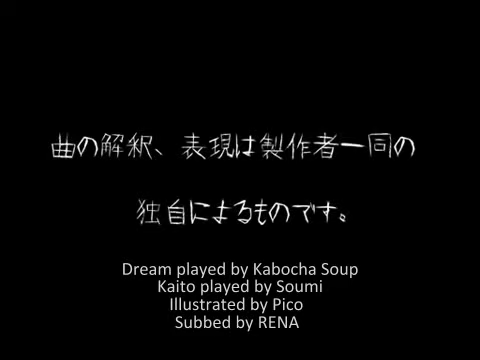 曲の解釈、表現は製作者一同の
独自によるものです。
Dream played by Kabocha Soup
Kaito played by Soumi
Illustrated by Pico
Subbed by RENA